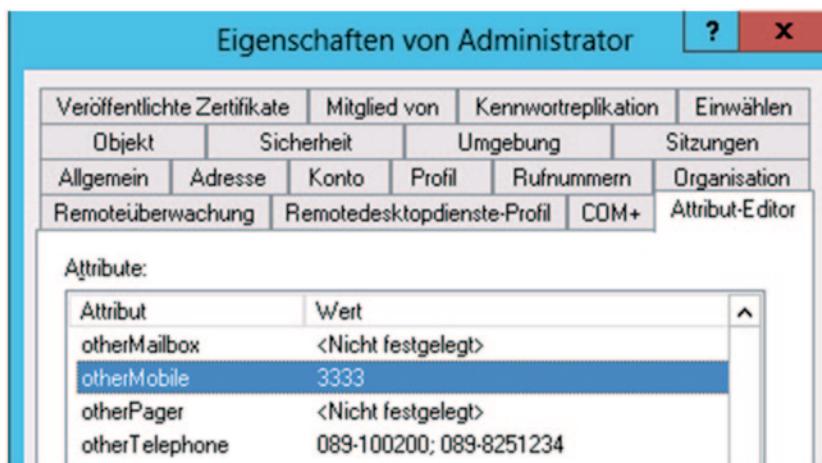 Eigenschaften von Administrator ? x
Veröffentlichte Zertifikate Mitglied von Kennwortreplikation Einwählen
Objekt Sicherheit Umgebung Sitzungen
Allgemein Adresse Konto Profil Rufnummern Organisation
Remoteüberwachung Remotedesktopdienste-Profil COM+ Attribut-Editor
Attribute:
Attribut Wert
otherMailbox <Nicht festgelegt>
otherMobile 3333
otherPager <Nicht festgelegt>
otherTelephone 089-100200; 089-8251234